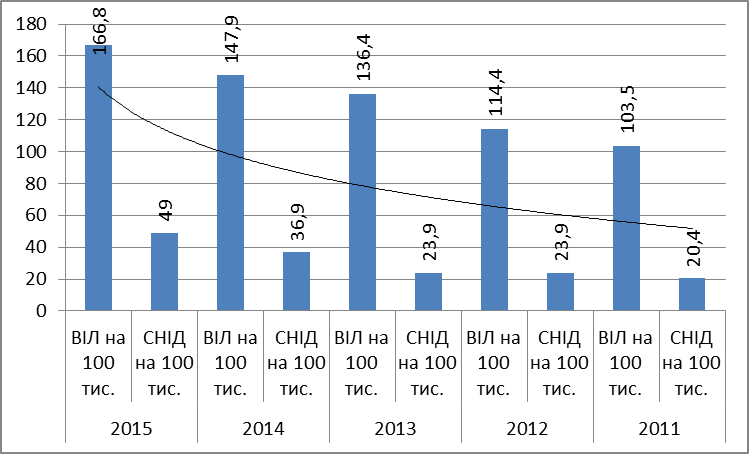 180
160
140
120
100
80
60
40
20
0
166,8
49
147,9
36,9
136,4
23,9
114,4
23,9
103,5
20,4
ВІЛ на 100 тис.
СНІД на 100 тис.
ВІЛ на 100 тис.
СНІД на 100 тис.
ВІЛ на 100 тис.
СНІД на 100 тис.
ВІЛ на 100 тис.
СНІД на 100 тис.
ВІЛ на 100 тис.
СНІД на 100 тис.
2015
2014
2013
2012
2011